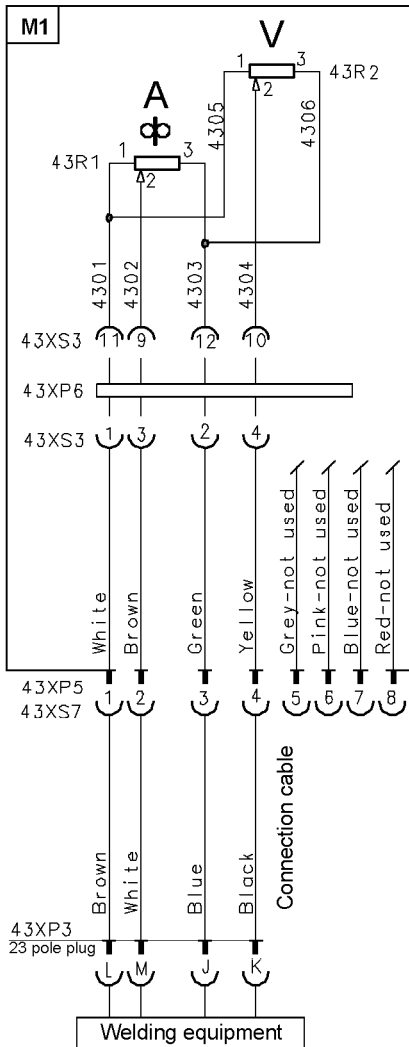 M1
V
1 3 43R2
2
A
4305
4306
43R1 1 3
2
4301
4302
4303
4304
43XS3 11 9 12 10
43XP6
43XS3 1 3 2 4
White
Brown
Green
Yellow
Grey-not used
Pink-not used
Blue-not used
Red-not used
43XP5
43XS7 1 2 3 4 5 6 7 8
Brown
White
Blue
Black
Connection cable
43XP3
23 pole plug
L M J K
Welding equipment